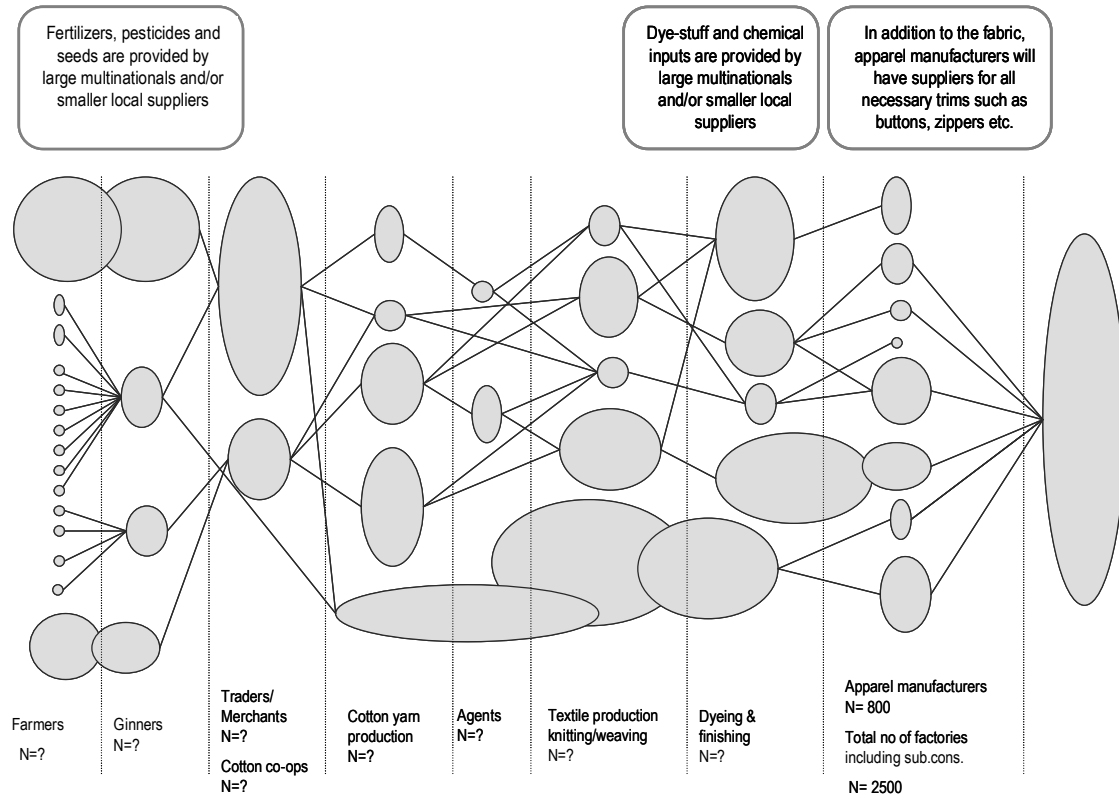 Fertilizers, pesticides and
seeds are provided by
large multinationals and/or
smaller local suppliers
Dye-stuff and chemical
inputs are provided by
large multinationals
and/or smaller local
suppliers
In addition to the fabric,
apparel manufacturers will
have suppliers for all
necessary trims such as
buttons, zippers etc.
Farmers
N=?
Ginners
N=?
Traders/
Merchants
N=?
Cotton co-ops
N=?
Cotton yarn
production
N=?
Agents
N=?
Textile production
knitting/weaving
N=?
Dyeing &
finishing
N=?
Apparel manufacturers
N= 800
Total no of factories
including sub.cons.
N= 2500